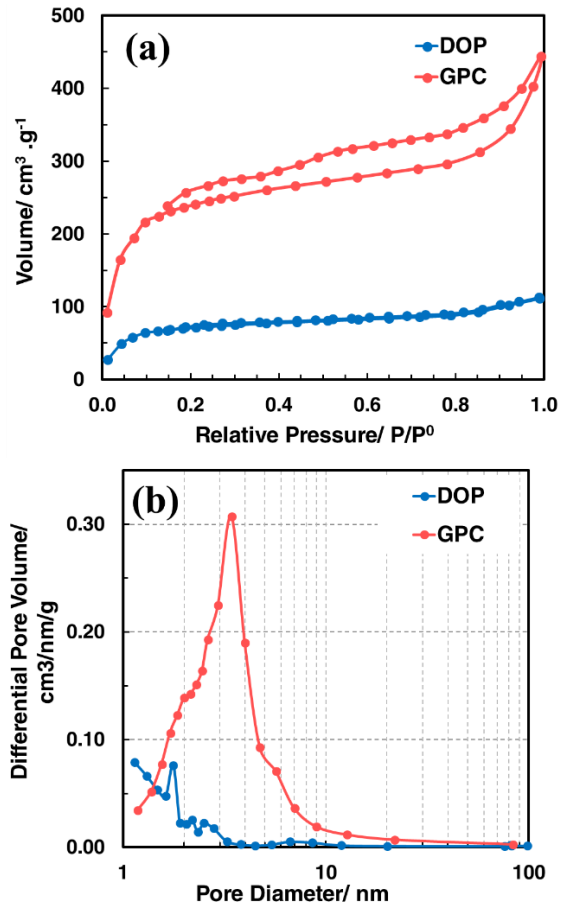 (a)
DOP
GPC
500
400
300
200
100
0
Volume/ cm³ .g⁻¹
0.0 0.2 0.4 0.6 0.8 1.0
Relative Pressure/ P/P⁰
(b)
DOP
GPC
0.30
0.20
0.10
0.00
Differential Pore Volume/
cm3/nm/g
1 10 100
Pore Diameter/ nm